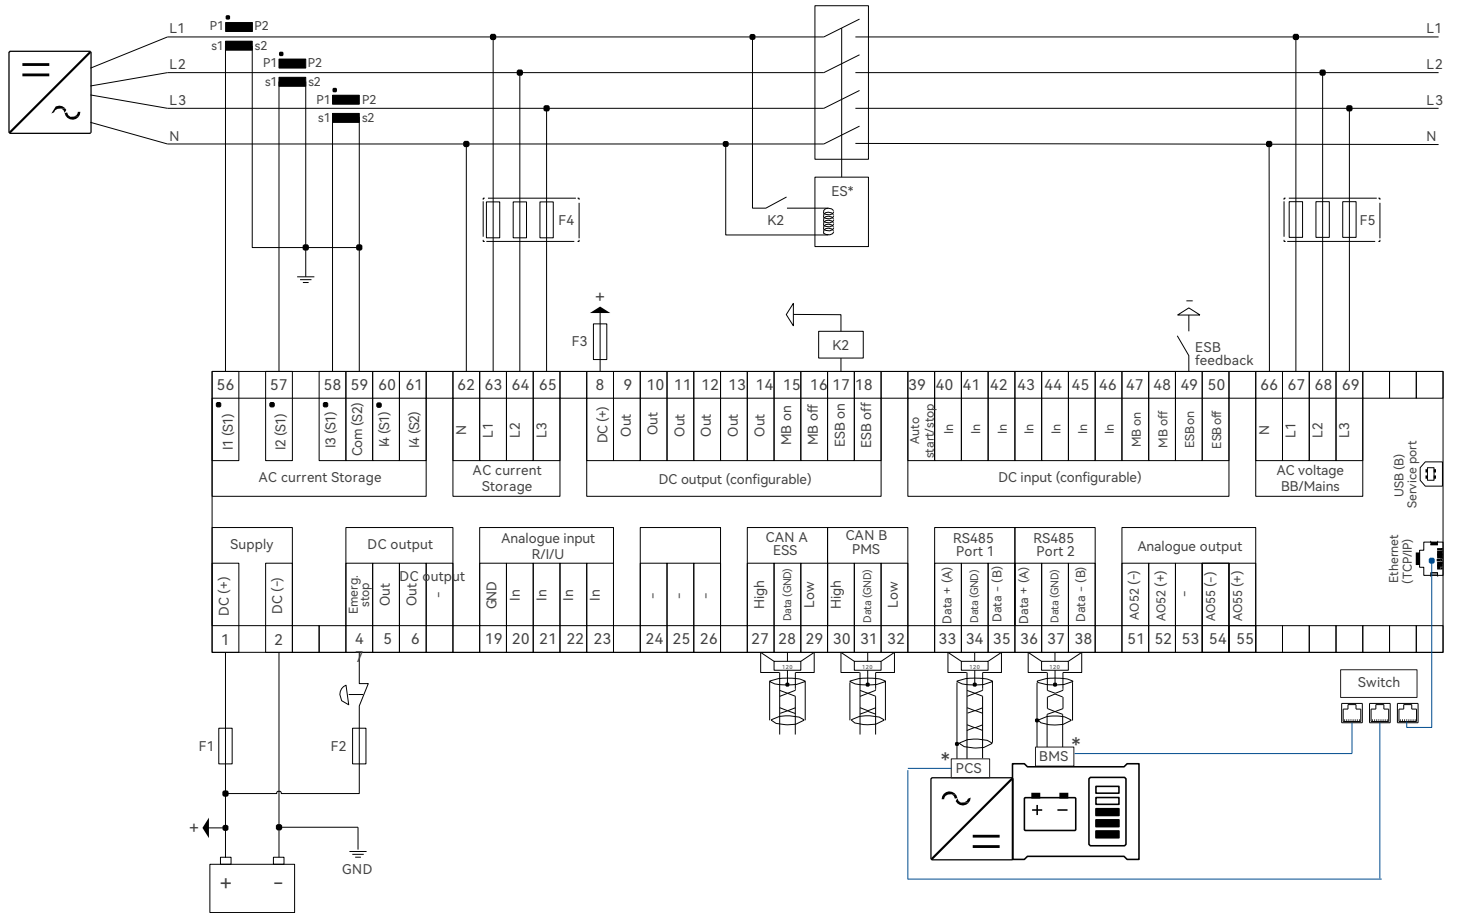 P1 P2
L1
s1 s2
P1 P2
L2
s1 s2
P1 P2
L3
s1 s2
N
L1
L2
L3
N
ES*
K2
F4
F5
+
F3
K2
–
ESB
feedback
56 57 58 59 60 61 62 63 64 65 8 9 10 11 12 13 14 15 16 17 18 39 40 41 42 43 44 45 46 47 48 49 50 66 67 68 69
I1 (S1)
I2 (S1)
I3 (S1)
Com (S2)
I4 (S1)
I4 (S2)
N
L1
L2
L3
DC (+)
Out
Out
Out
Out
Out
Out
MB on
MB off
ESB on
ESB off
Auto
start/stop
In
In
In
In
In
In
In
MB on
MB off
ESB on
ESB off
N
L1
L2
L3
AC current Storage
AC current
Storage
DC output (configurable)
DC input (configurable)
AC voltage
BB/Mains
USB (B)
Service port
Ethernet
(TCP/IP)
Supply
DC output
Analogue input
R/I/U
CAN A
ESS
CAN B
PMS
RS485
Port 1
RS485
Port 2
Analogue output
DC (+)
DC (-)
Emerg.
stop
Out
Out
DC output
-
GND
In
In
In
In
-
-
-
High
Data (GND)
Low
High
Data (GND)
Low
Data + (A)
Data (GND)
Data - (B)
Data + (A)
Data (GND)
Data - (B)
AO52 (-)
AO52 (+)
-
AO55 (-)
AO55 (+)
1 2 4 5 6 19 20 21 22 23 24 25 26 27 28 29 30 31 32 33 34 35 36 37 38 51 52 53 54 55
7
120 120 120 120
Switch
F1
F2
* PCS
BMS *
+ –
+
GND
+ –